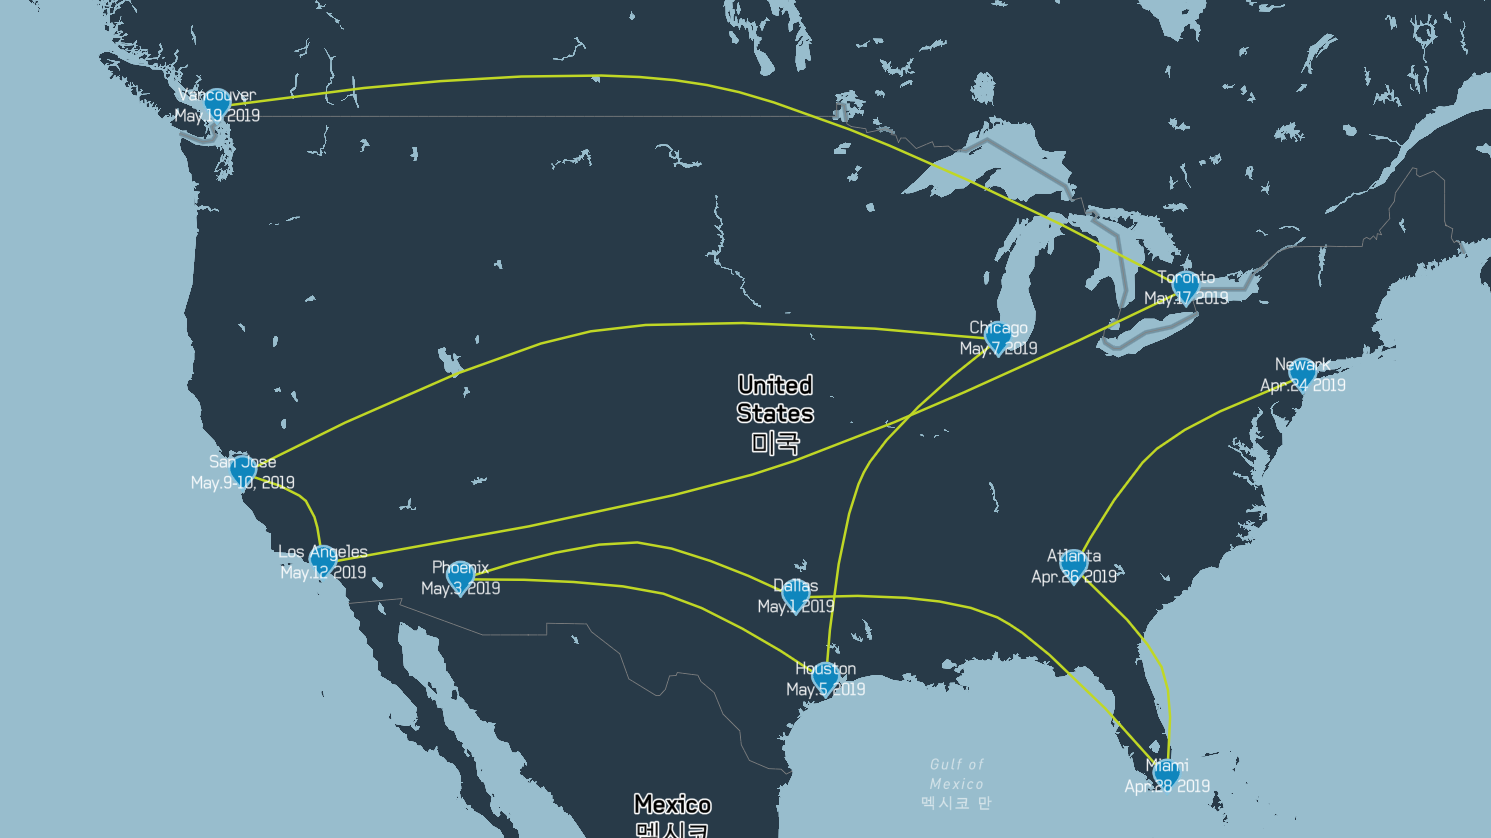 Vancouver
May.19 2019
Toronto
May.17 2019
Chicago
May.7 2019
Newark
Apr.24 2019
United
States
미국
San Jose
May.9-10, 2019
Los Angeles
May.12 2019
Phoenix
May.3 2019
Dallas
May.1 2019
Atlanta
Apr.26 2019
Houston
May.5 2019
Miami
Apr.28 2019
Gulf of
Mexico
멕시코 만
Mexico
멕시코